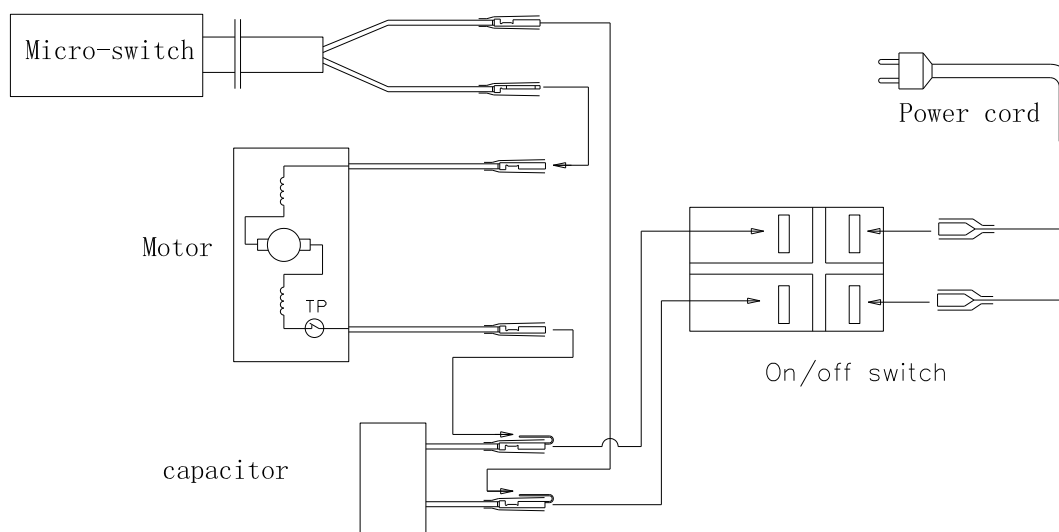 Micro-switch
Power cord
Motor
TP
On/off switch
capacitor